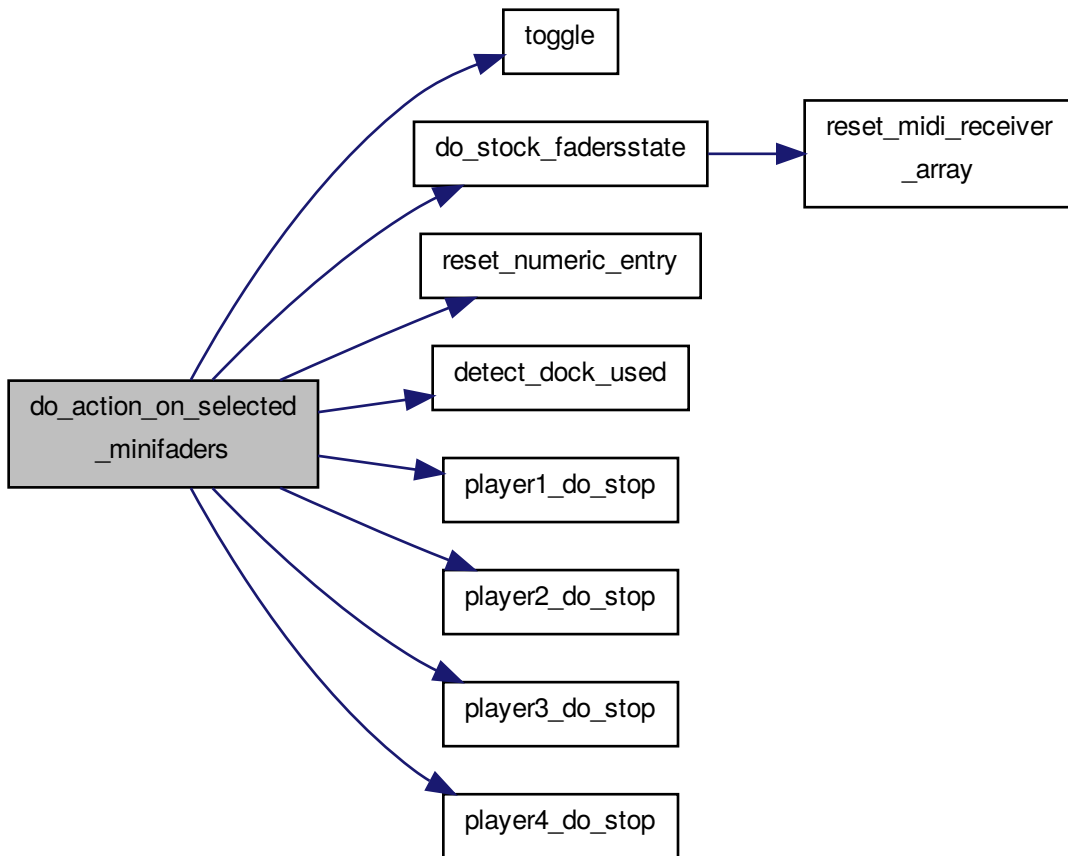 toggle
do_stock_fadersstate
reset_midi_receiver
_array
reset_numeric_entry
detect_dock_used
do_action_on_selected
_minifaders
player1_do_stop
player2_do_stop
player3_do_stop
player4_do_stop